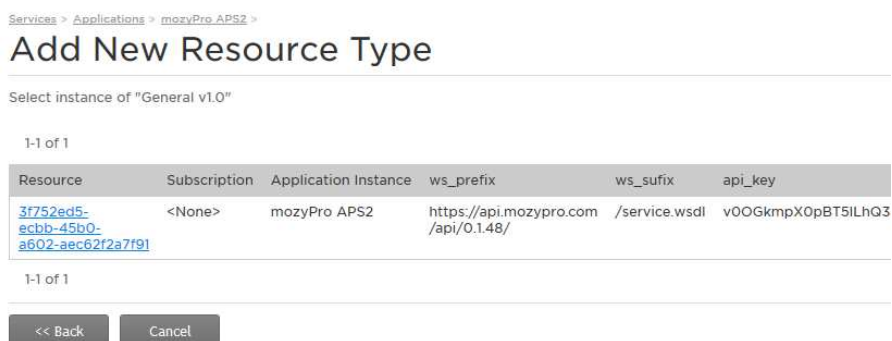 Services > Applications > mozyPro APS2 >
Add New Resource Type
Select instance of "General v1.0"
1-1 of 1
Resource Subscription Application Instance ws_prefix ws_sufix api_key
3f752ed5- <None> mozyPro APS2 https://api.mozypro.com /service.wsdl v0OGkmpX0pBT5ILhQ3
ecbb-45b0- /api/0.1.48/
a602-aec62f2a7f91
1-1 of 1
<< Back Cancel